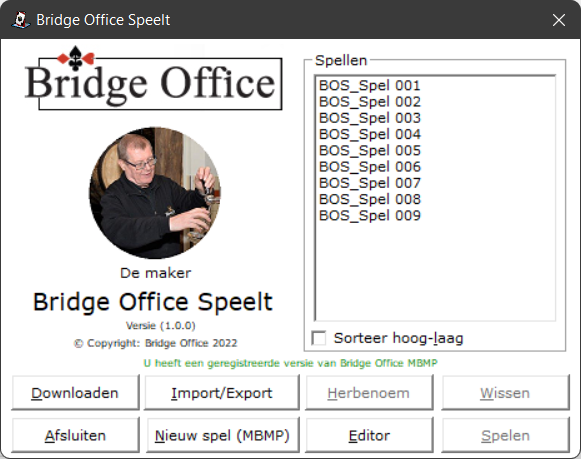 Bridge Office Speelt
Bridge Office
De maker
Bridge Office Speelt
Versie (1.0.0)
© Copyright: Bridge Office 2022
Spellen
BOS_Spel 001
BOS_Spel 002
BOS_Spel 003
BOS_Spel 004
BOS_Spel 005
BOS_Spel 006
BOS_Spel 007
BOS_Spel 008
BOS_Spel 009
Sorteer hoog-laag
U heeft een geregistreerde versie van Bridge Office MBMP
Downloaden
Import/Export
Herbenoem
Wissen
Afsluiten
Nieuw spel (MBMP)
Editor
Spelen